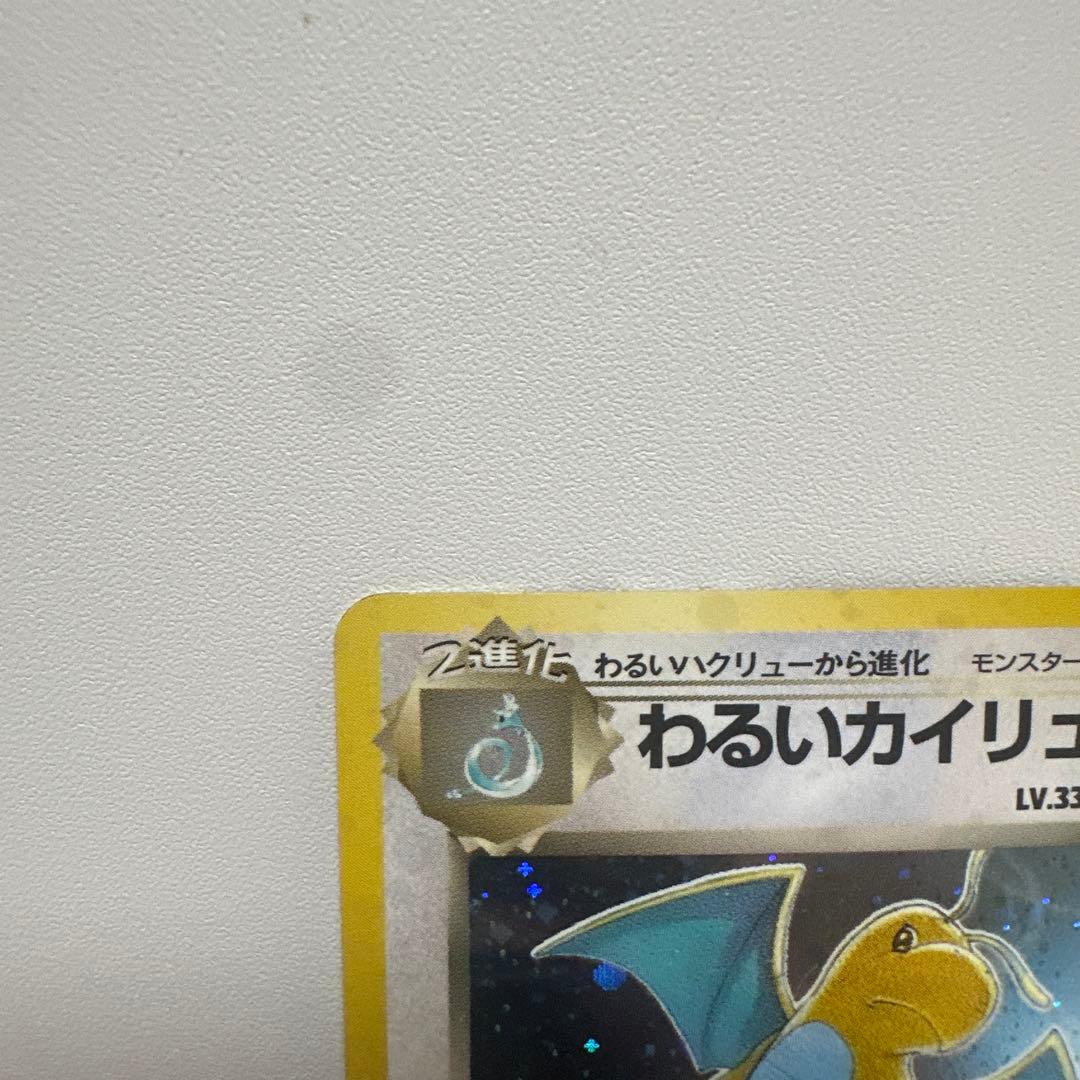 2進化
わるいハクリューから進化 モンスター
わるいカイリュ
LV.33